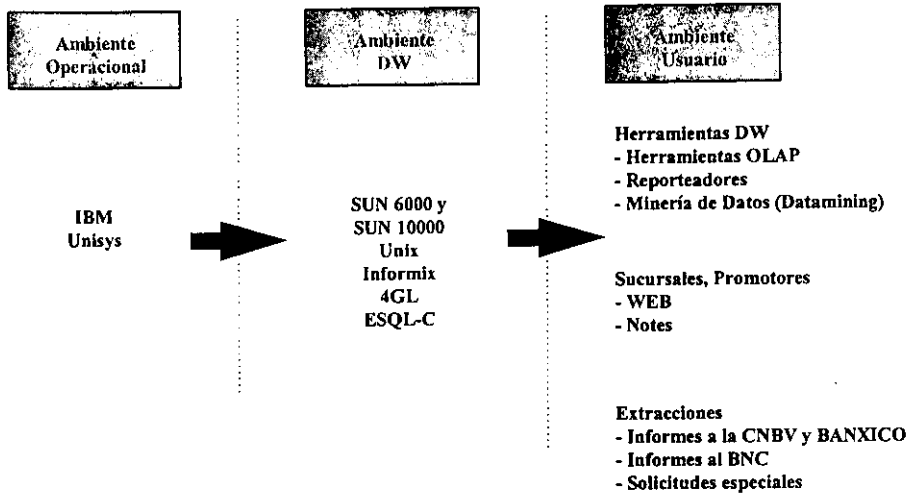 Ambiente
Operacional
Ambiente
DW
Ambiente
Usuario
IBM
Unisys
SUN 6000 y
SUN 10000
Unix
Informix
4GL
ESQL-C
Herramientas DW
- Herramientas OLAP
- Reporteadores
- Minería de Datos (Datamining)
Sucursales, Promotores
- WEB
- Notes
Extracciones
- Informes a la CNBV y BANXICO
- Informes al BNC
- Solicitudes especiales